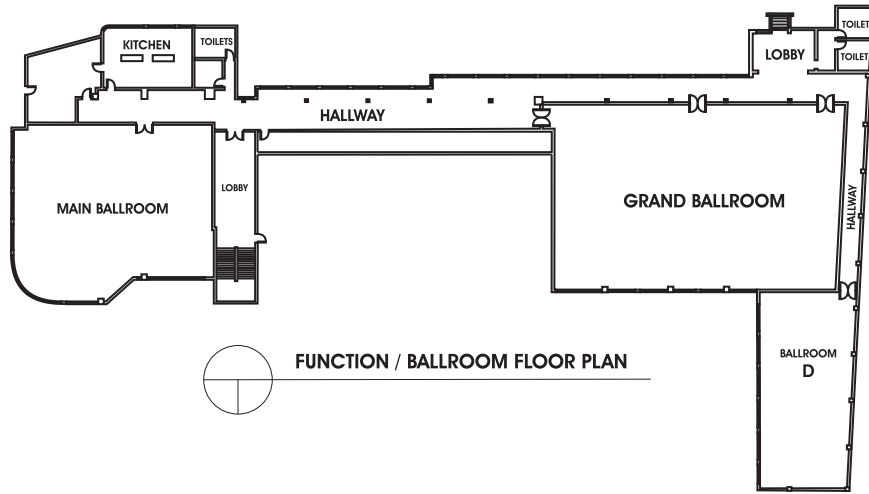 KITCHEN
TOILETS
TOILET
LOBBY
TOILET
HALLWAY
LOBBY
MAIN BALLROOM
GRAND BALLROOM
HALLWAY
BALLROOM
D
FUNCTION / BALLROOM FLOOR PLAN